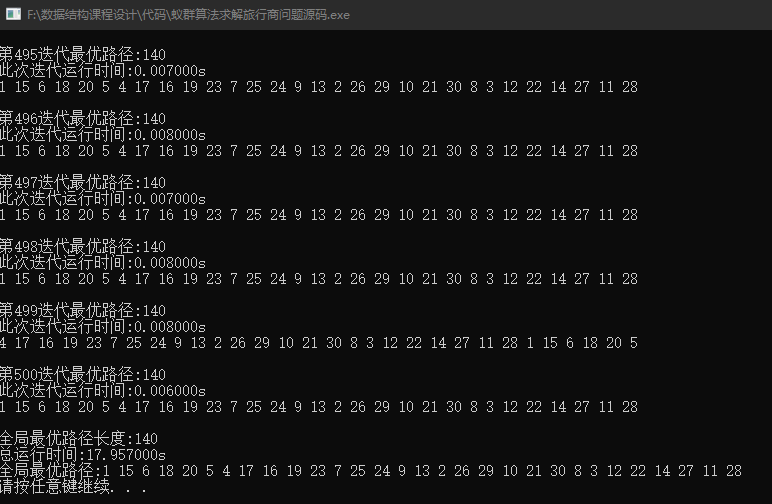 F:\数据结构课程设计\代码\蚁群算法求解旅行商问题源码.exe
第495迭代最优路径:140
此次迭代运行时间:0.007000s
1 15 6 18 20 5 4 17 16 19 23 7 25 24 9 13 2 26 29 10 21 30 8 3 12 22 14 27 11 28
第496迭代最优路径:140
此次迭代运行时间:0.008000s
1 15 6 18 20 5 4 17 16 19 23 7 25 24 9 13 2 26 29 10 21 30 8 3 12 22 14 27 11 28
第497迭代最优路径:140
此次迭代运行时间:0.007000s
1 15 6 18 20 5 4 17 16 19 23 7 25 24 9 13 2 26 29 10 21 30 8 3 12 22 14 27 11 28
第498迭代最优路径:140
此次迭代运行时间:0.008000s
1 15 6 18 20 5 4 17 16 19 23 7 25 24 9 13 2 26 29 10 21 30 8 3 12 22 14 27 11 28
第499迭代最优路径:140
此次迭代运行时间:0.008000s
4 17 16 19 23 7 25 24 9 13 2 26 29 10 21 30 8 3 12 22 14 27 11 28 1 15 6 18 20 5
第500迭代最优路径:140
此次迭代运行时间:0.006000s
1 15 6 18 20 5 4 17 16 19 23 7 25 24 9 13 2 26 29 10 21 30 8 3 12 22 14 27 11 28
全局最优路径长度:140
总运行时间:17.957000s
全局最优路径:1 15 6 18 20 5 4 17 16 19 23 7 25 24 9 13 2 26 29 10 21 30 8 3 12 22 14 27 11 28
请按任意键继续. . .